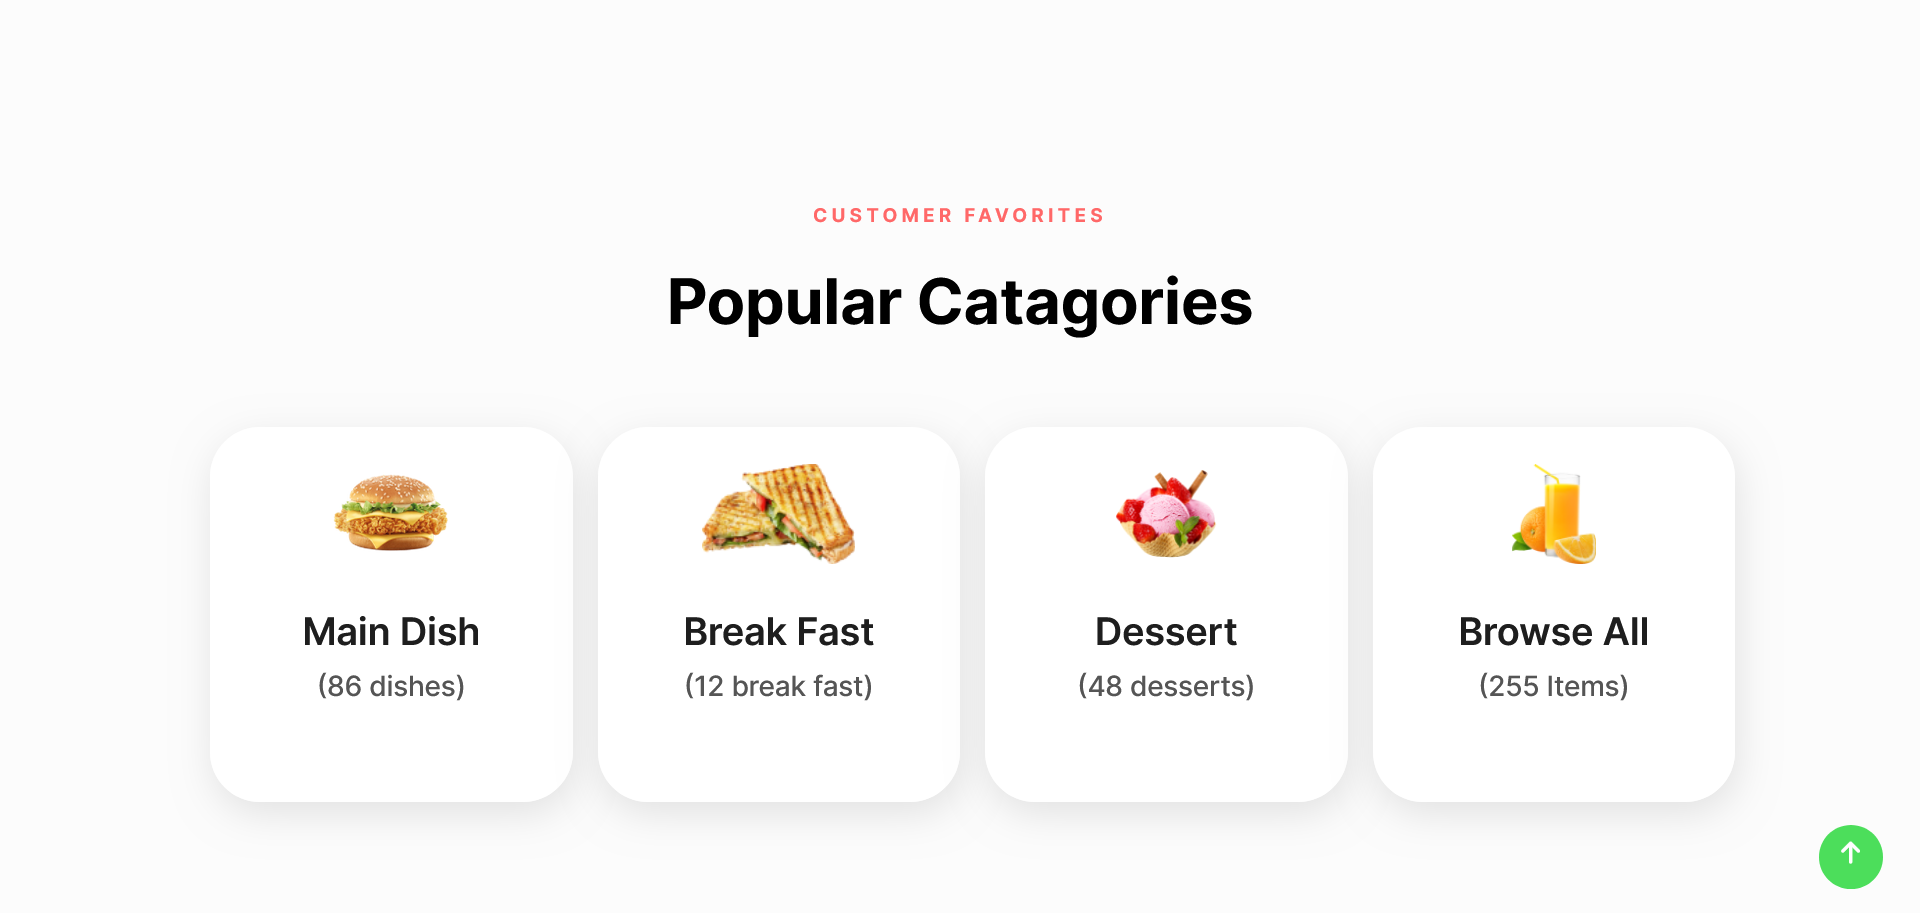 CUSTOMER FAVORITES
Popular Catagories
Main Dish
(86 dishes)
Break Fast
(12 break fast)
Dessert
(48 desserts)
Browse All
(255 Items)